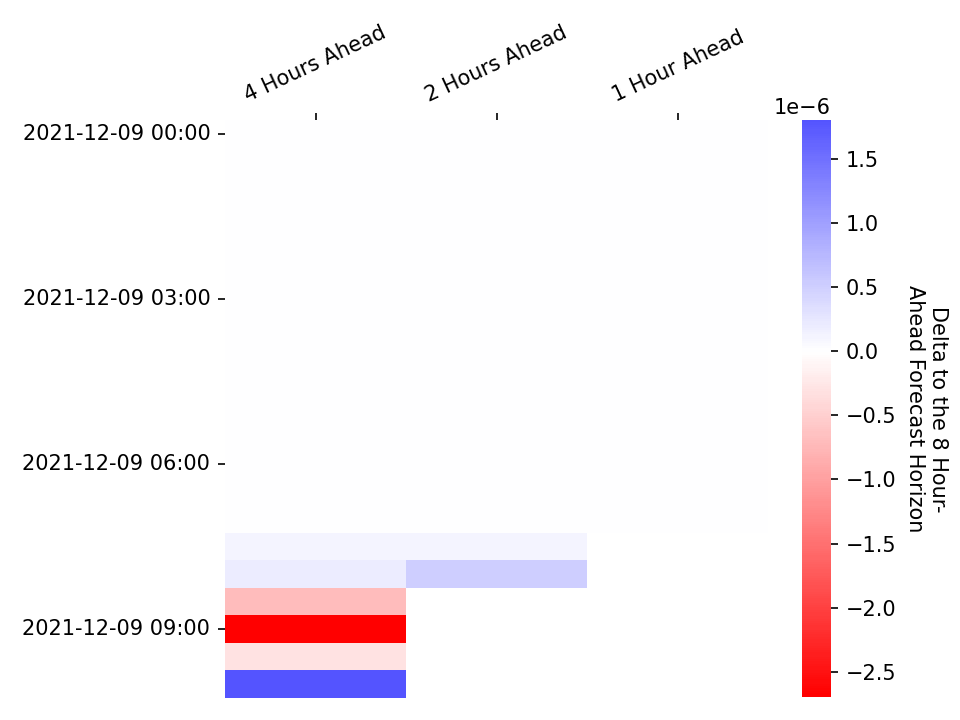 4 Hours Ahead
2 Hours Ahead
1 Hour Ahead
1e−6
2021-12-09 00:00
2021-12-09 03:00
2021-12-09 06:00
2021-12-09 09:00
1.5
1.0
0.5
0.0
−0.5
−1.0
−1.5
−2.0
−2.5
Delta to the 8 Hour-
Ahead Forecast Horizon